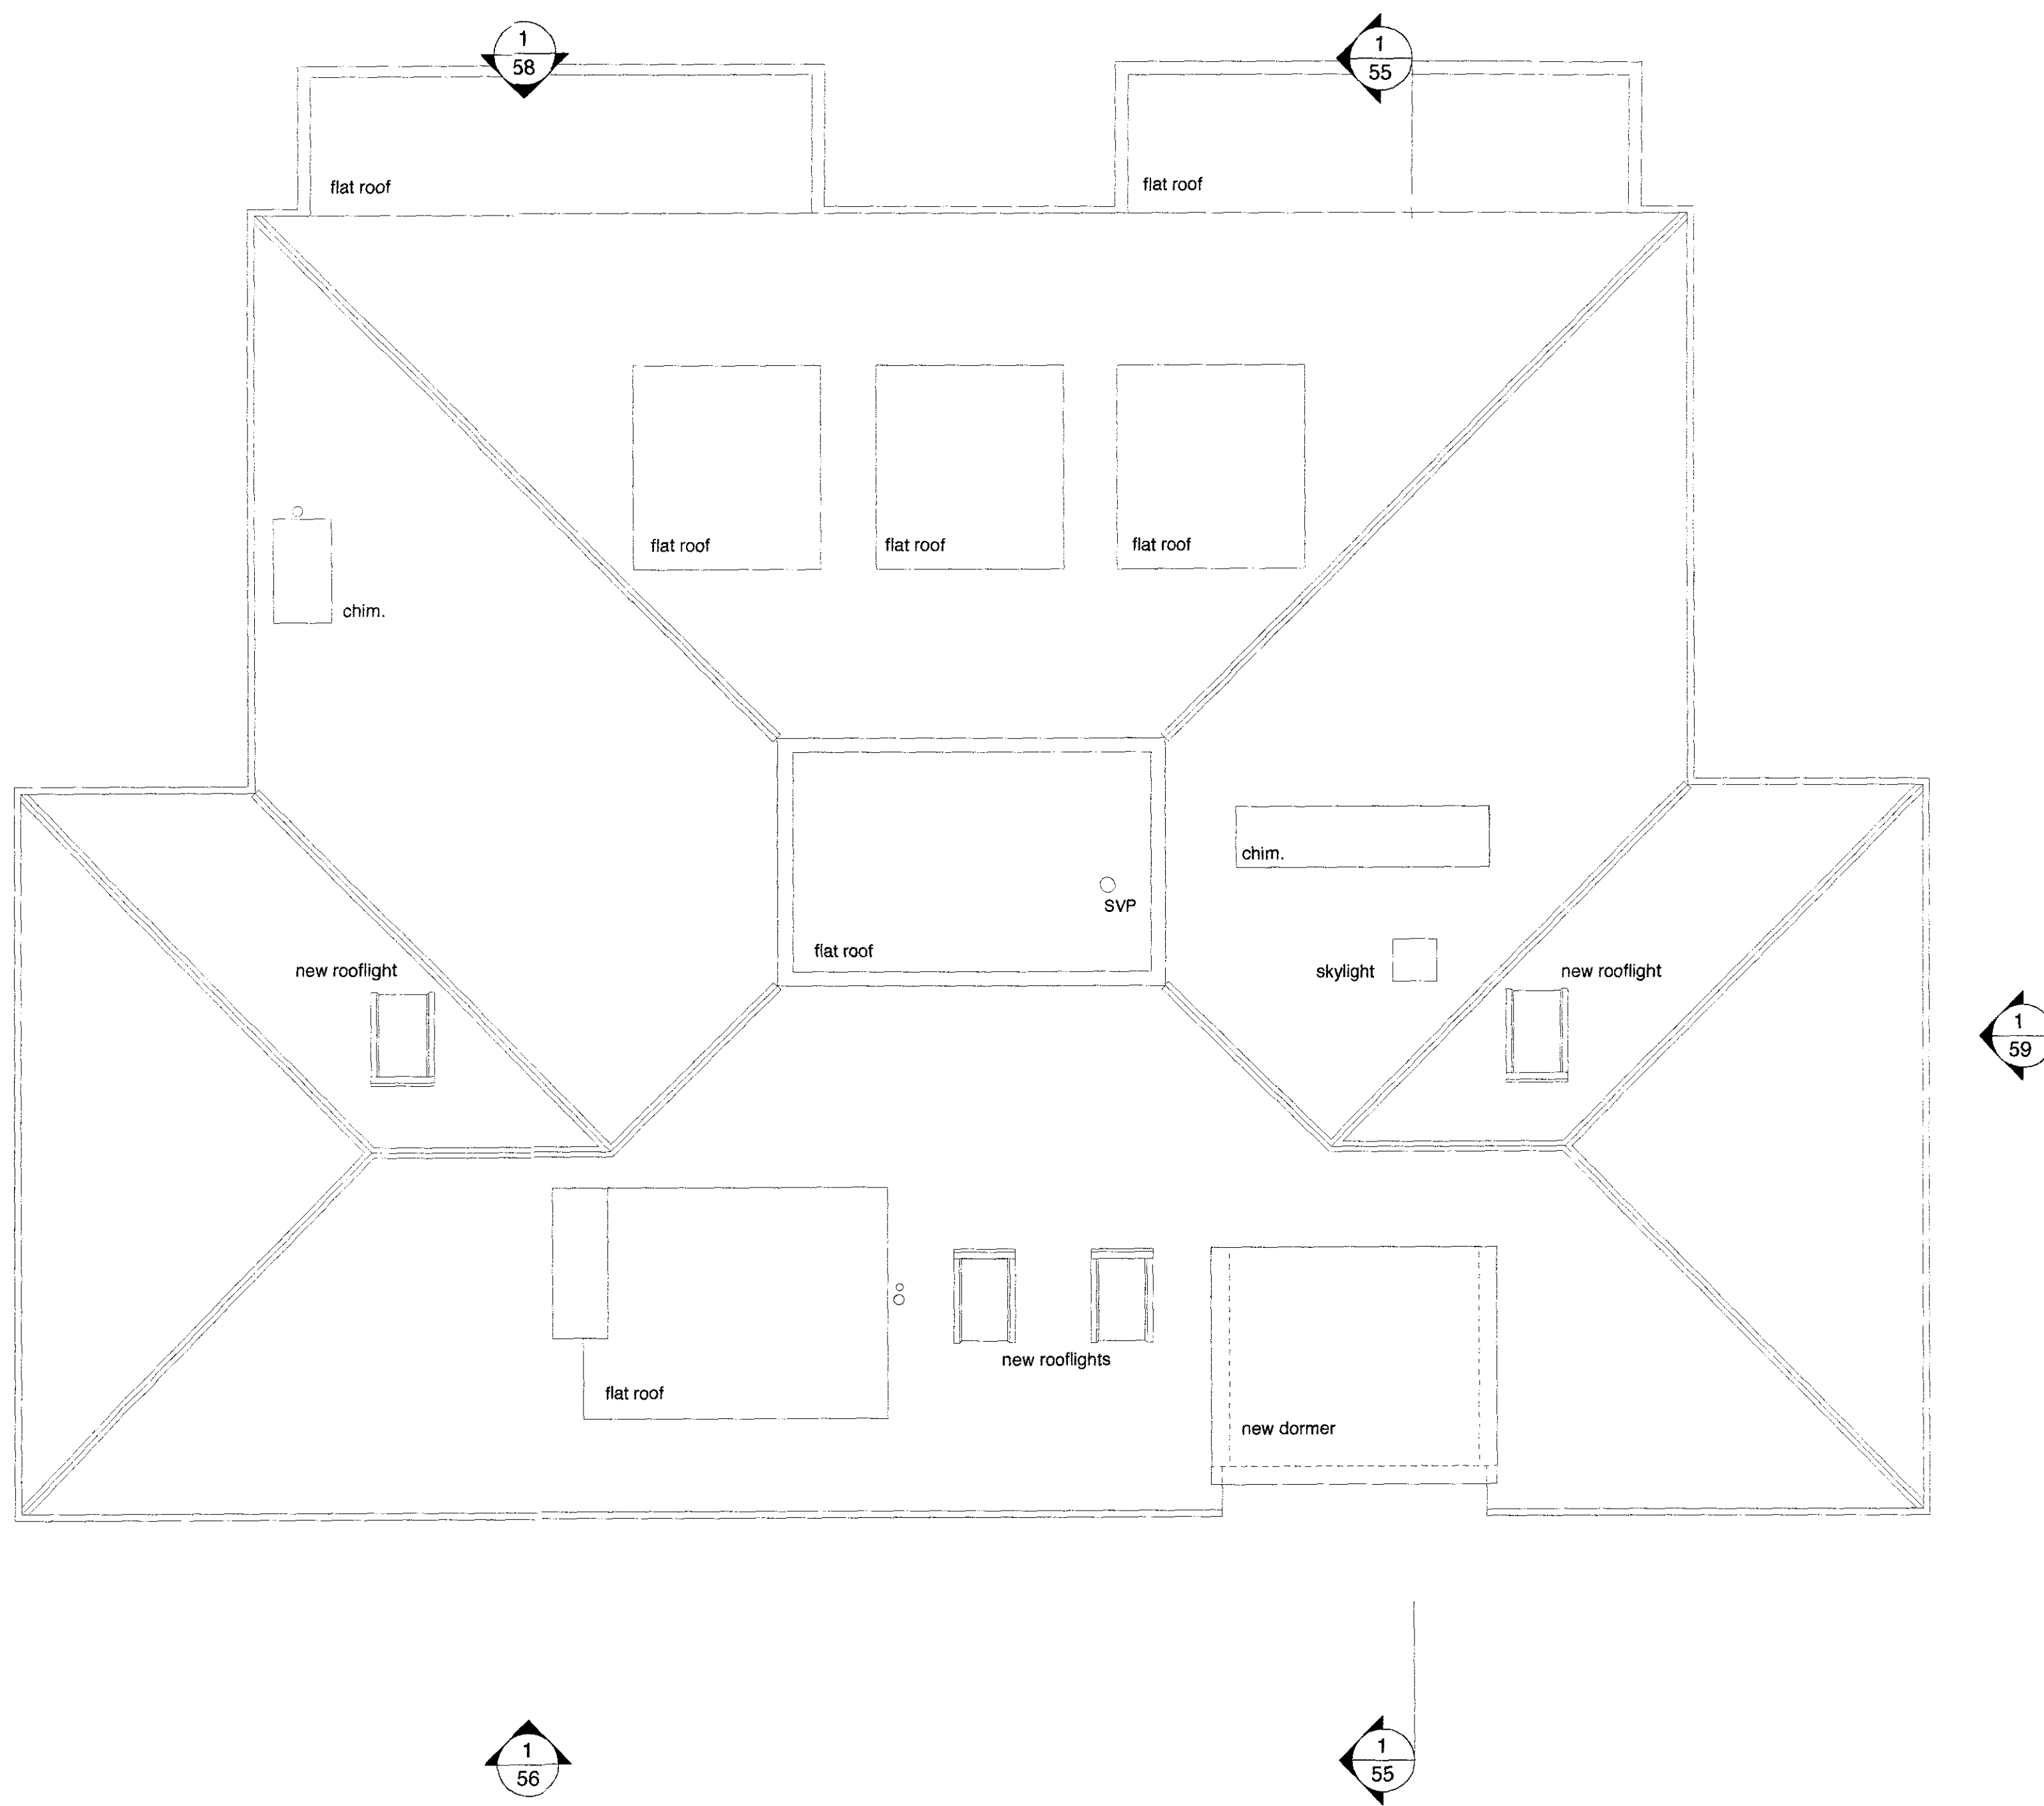 1
58
1
55
flat roof
flat roof
flat roof
flat roof
flat roof
chim.
chim.
SVP
flat roof
new rooflight
skylight
new rooflight
1
59
new rooflights
flat roof
new dormer
1
56
1
55